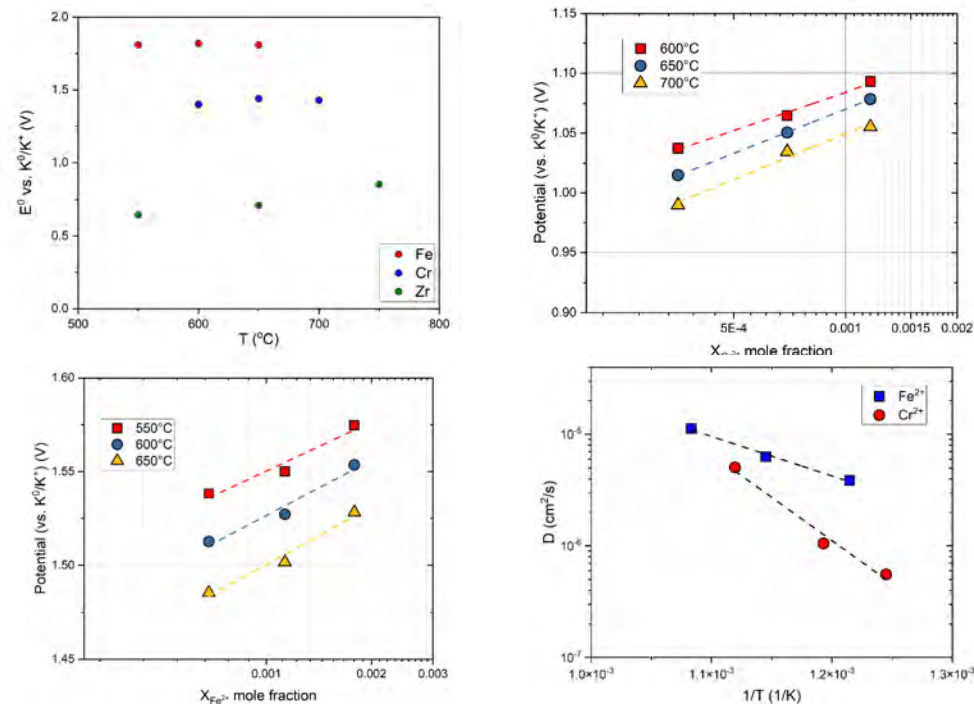 2.0
1.5
1.0
0.5
0.0
E⁰ vs. K⁰/K⁺ (V)
500 600 700 800
T (°C)
Fe
Cr
Zr
1.15
1.10
1.05
1.00
0.95
0.90
Potential (vs. K⁰/K⁺) (V)
600°C
650°C
700°C
5E-4 0.001 0.0015 0.002
mole fraction
1.60
1.55
1.50
1.45
Potential (vs. K⁰/K⁺) (V)
550°C
600°C
650°C
0.001 0.002 0.003
X_Fe²⁺ mole fraction
10⁻⁵
10⁻⁶
10⁻⁷
D (cm²/s)
Fe²⁺
Cr²⁺
1.0×10⁻³ 1.1×10⁻³ 1.2×10⁻³ 1.3×10⁻³
1/T (1/K)